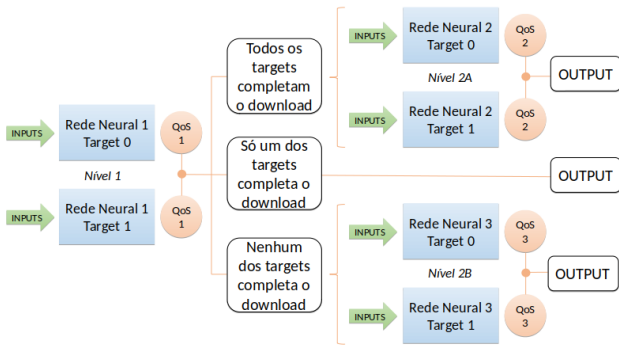 INPUTS
Rede Neural 1
Target 0
QoS
1
Nível 1
INPUTS
Rede Neural 1
Target 1
QoS
1
Todos os
targets
completam
o download
INPUTS
Rede Neural 2
Target 0
QoS
2
Nível 2A
INPUTS
Rede Neural 2
Target 1
QoS
2
OUTPUT
Só um dos
targets
completa o
download
OUTPUT
Nenhum
dos targets
completa o
download
INPUTS
Rede Neural 3
Target 0
QoS
3
Nível 2B
INPUTS
Rede Neural 3
Target 1
QoS
3
OUTPUT